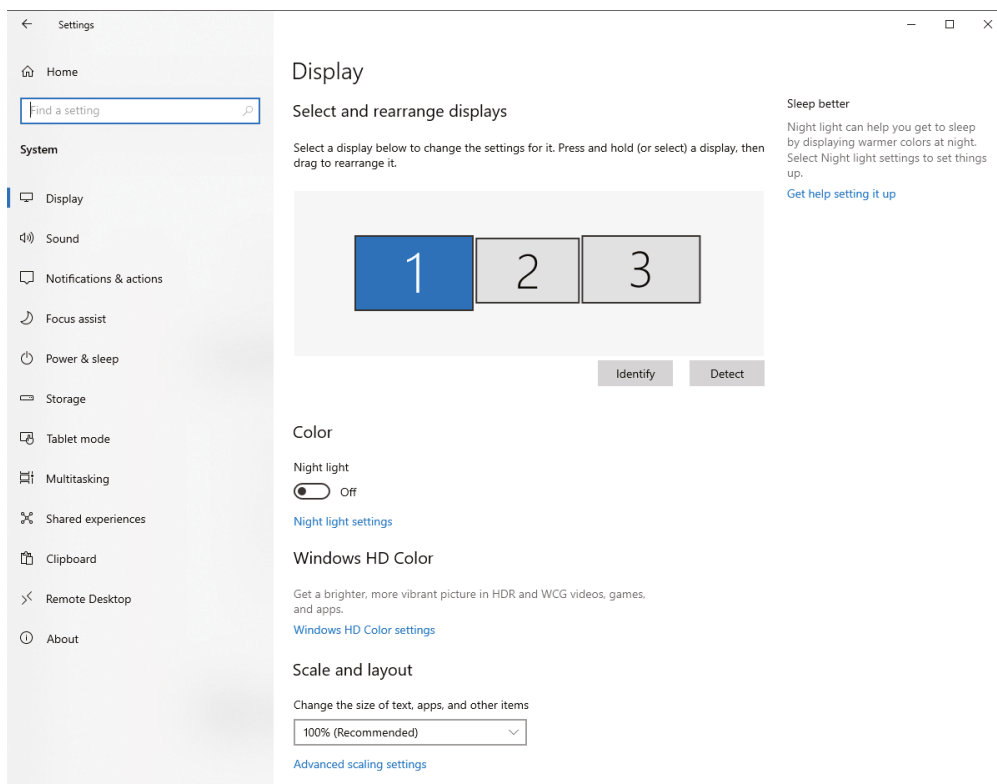 Settings
Home
Find a setting
System
Display
Sound
Notifications & actions
Focus assist
Power & sleep
Storage
Tablet mode
Multitasking
Shared experiences
Clipboard
Remote Desktop
About
Display
Select and rearrange displays
Select a display below to change the settings for it. Press and hold (or select) a display, then
drag to rearrange it.
1
2
3
Identify
Detect
Color
Night light
Off
Night light settings
Windows HD Color
Get a brighter, more vibrant picture in HDR and WCG videos, games,
and apps.
Windows HD Color settings
Scale and layout
Change the size of text, apps, and other items
100% (Recommended)
Advanced scaling settings
Sleep better
Night light can help you get to sleep
by displaying warmer colors at night.
Select Night light settings to set things
up.
Get help setting it up